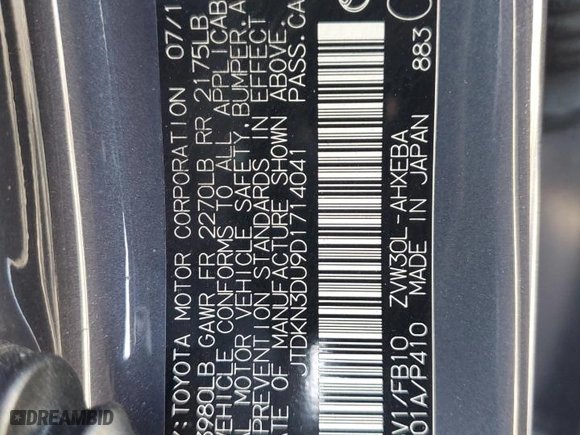 Y: TOYOTA MOTOR CORPORATION 07/1
3980LB GAWR FR 2270LB RR 2175LB
VEHICLE CONFORMS TO ALL APPLICAB
AL MOTOR VEHICLE SAFETY, BUMPER, A
PREVENTION STANDARDS IN EFFECT
ATE OF MANUFACTURE SHOWN ABOVE.
JTDKN3DU9D1714041 PASS.CA
V1/FB10 ZVW30L-AHXEBA
01A/P410 MADE IN JAPAN 883
DREAMBID